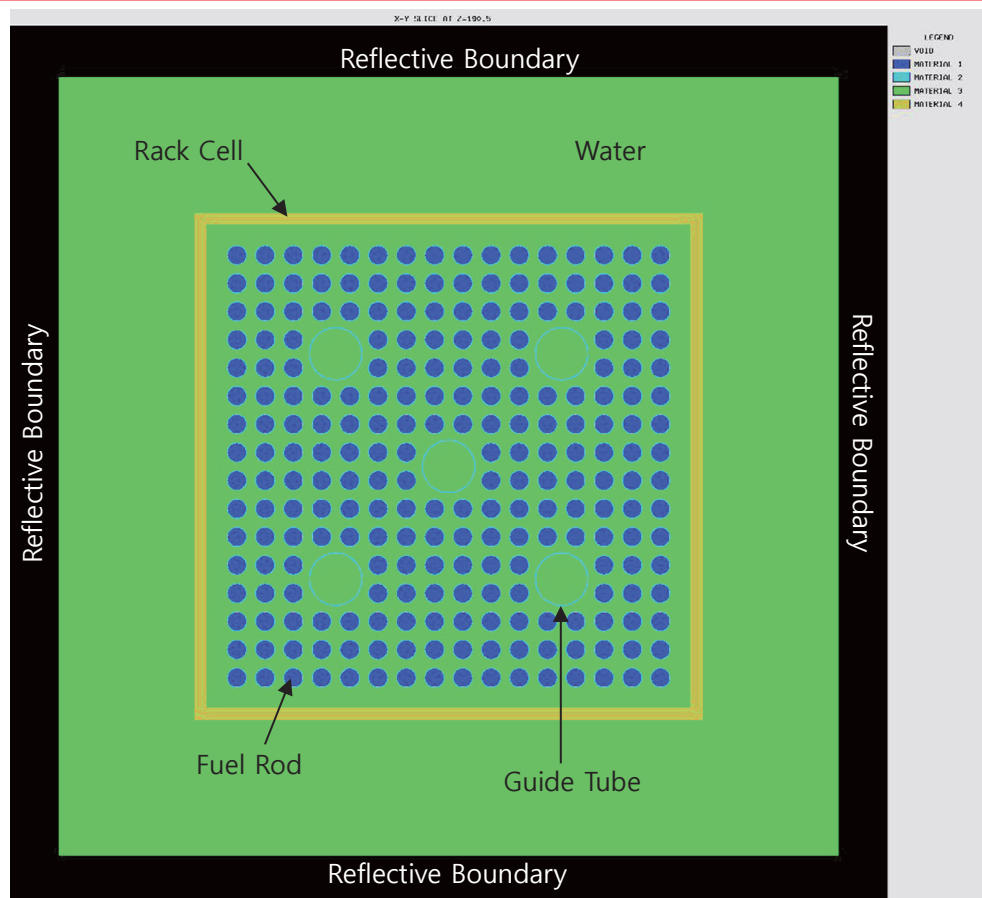 X-Y SLICE AT Z=190.5
LEGEND
VOID
MATERIAL 1
MATERIAL 2
MATERIAL 3
MATERIAL 4
Reflective Boundary
Rack Cell
Water
Reflective Boundary
Reflective Boundary
Fuel Rod
Guide Tube
Reflective Boundary